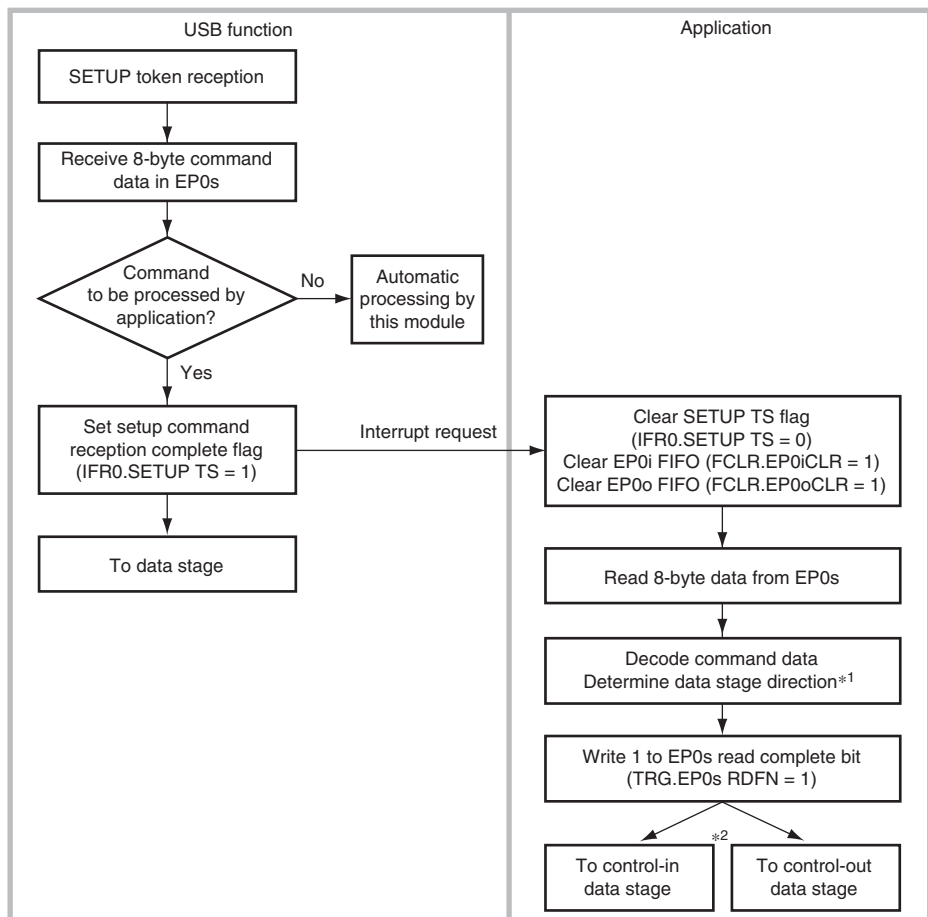 USB function
SETUP token reception
Receive 8-byte command
data in EP0s
Command
to be processed by
application?
No
Automatic
processing by
this module
Yes
Set setup command
reception complete flag
(IFR0.SETUP TS = 1)
Interrupt request
To data stage
Application
Clear SETUP TS flag
(IFR0.SETUP TS = 0)
Clear EP0i FIFO (FCLR.EP0iCLR = 1)
Clear EP0o FIFO (FCLR.EP0oCLR = 1)
Read 8-byte data from EP0s
Decode command data
Determine data stage direction*1
Write 1 to EP0s read complete bit
(TRG.EP0s RDFN = 1)
*2
To control-in
data stage
To control-out
data stage